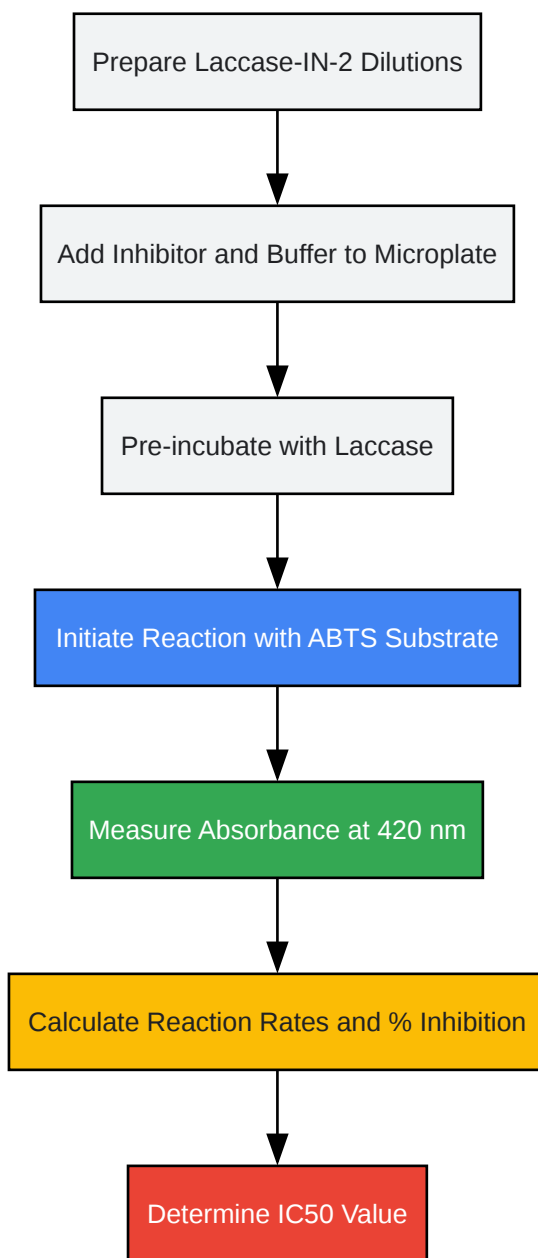 Prepare Laccase-IN-2 Dilutions
Add Inhibitor and Buffer to Microplate
Pre-incubate with Laccase
Initiate Reaction with ABTS Substrate
Measure Absorbance at 420 nm
Calculate Reaction Rates and % Inhibition
Determine IC50 Value